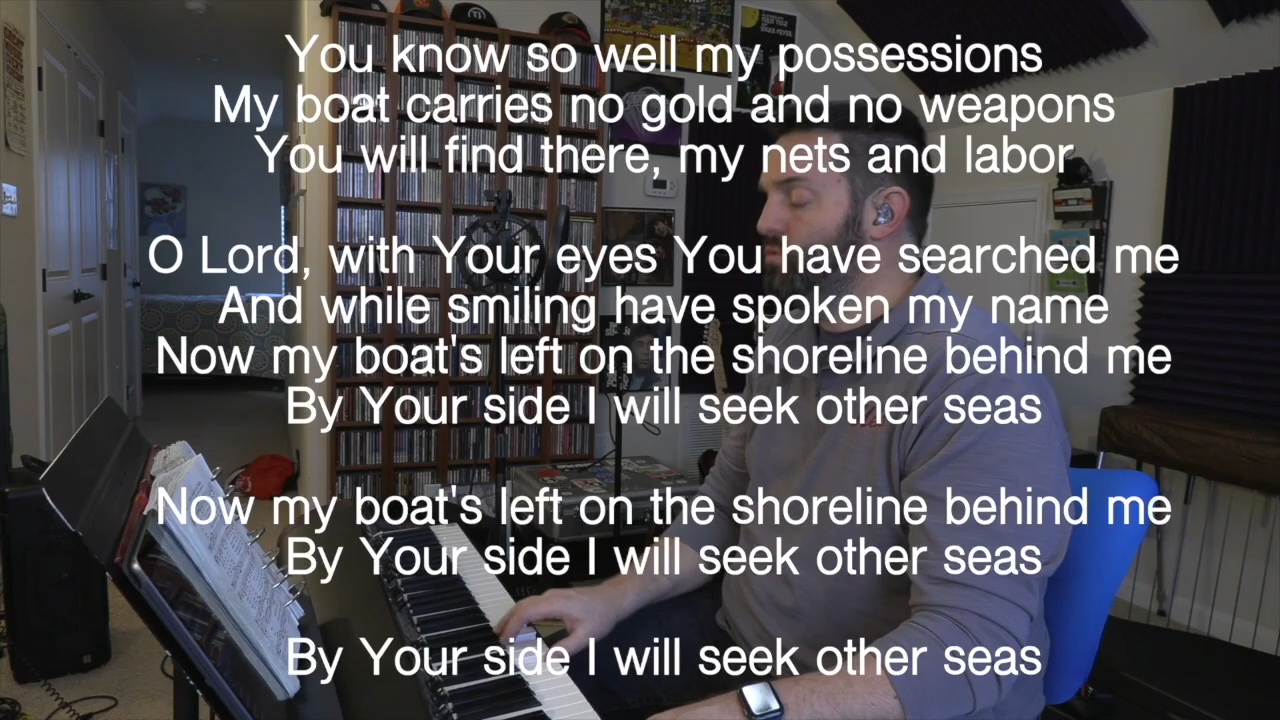 You know so well my possessions
My boat carries no gold and no weapons
You will find there, my nets and labor
O Lord, with Your eyes You have searched me
And while smiling have spoken my name
Now my boat's left on the shoreline behind me
By Your side I will seek other seas
Now my boat's left on the shoreline behind me
By Your side I will seek other seas
By Your side I will seek other seas